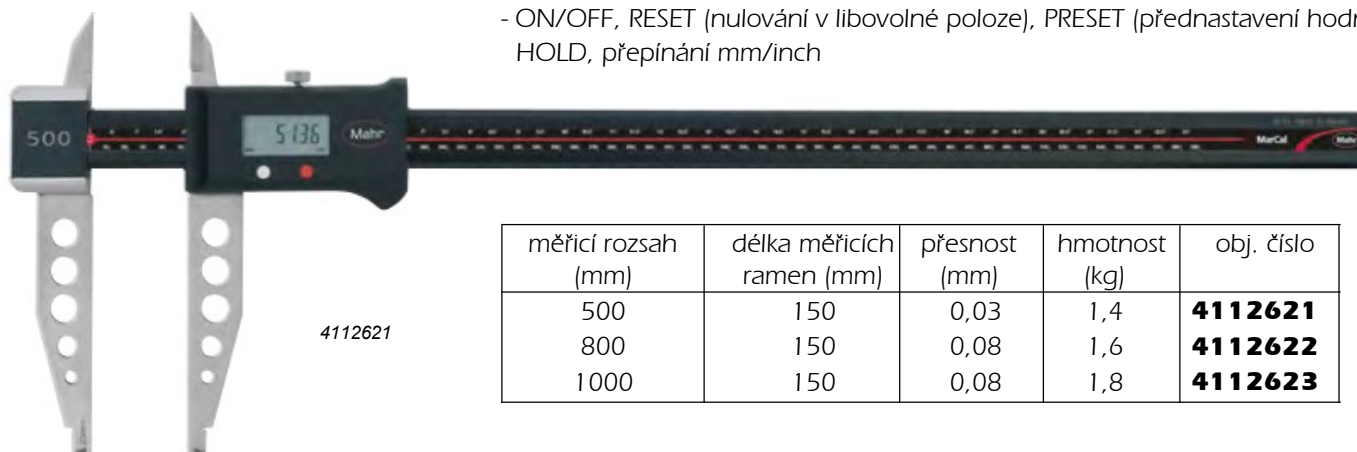 - ON/OFF, RESET (nulování v libovolné poloze), PRESET (přednastavení
HOLD, přepínání mm/inch
500
5136
Mahr
MarCal
Mahr
4112621
měřicí rozsah (mm) délka měřicích ramen (mm) přesnost (mm) hmotnost (kg) obj. číslo
500 150 0,03 1,4 4112621
800 150 0,08 1,6 4112622
1000 150 0,08 1,8 4112623